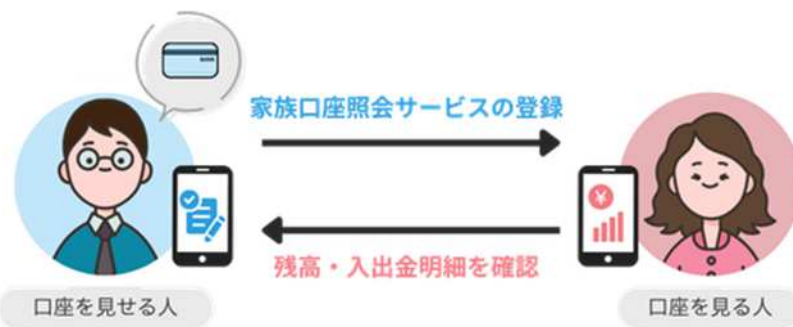 BANK
家族口座照会サービスの登録
¥
残高・入出金明細を確認
口座を見せる人
口座を見る人